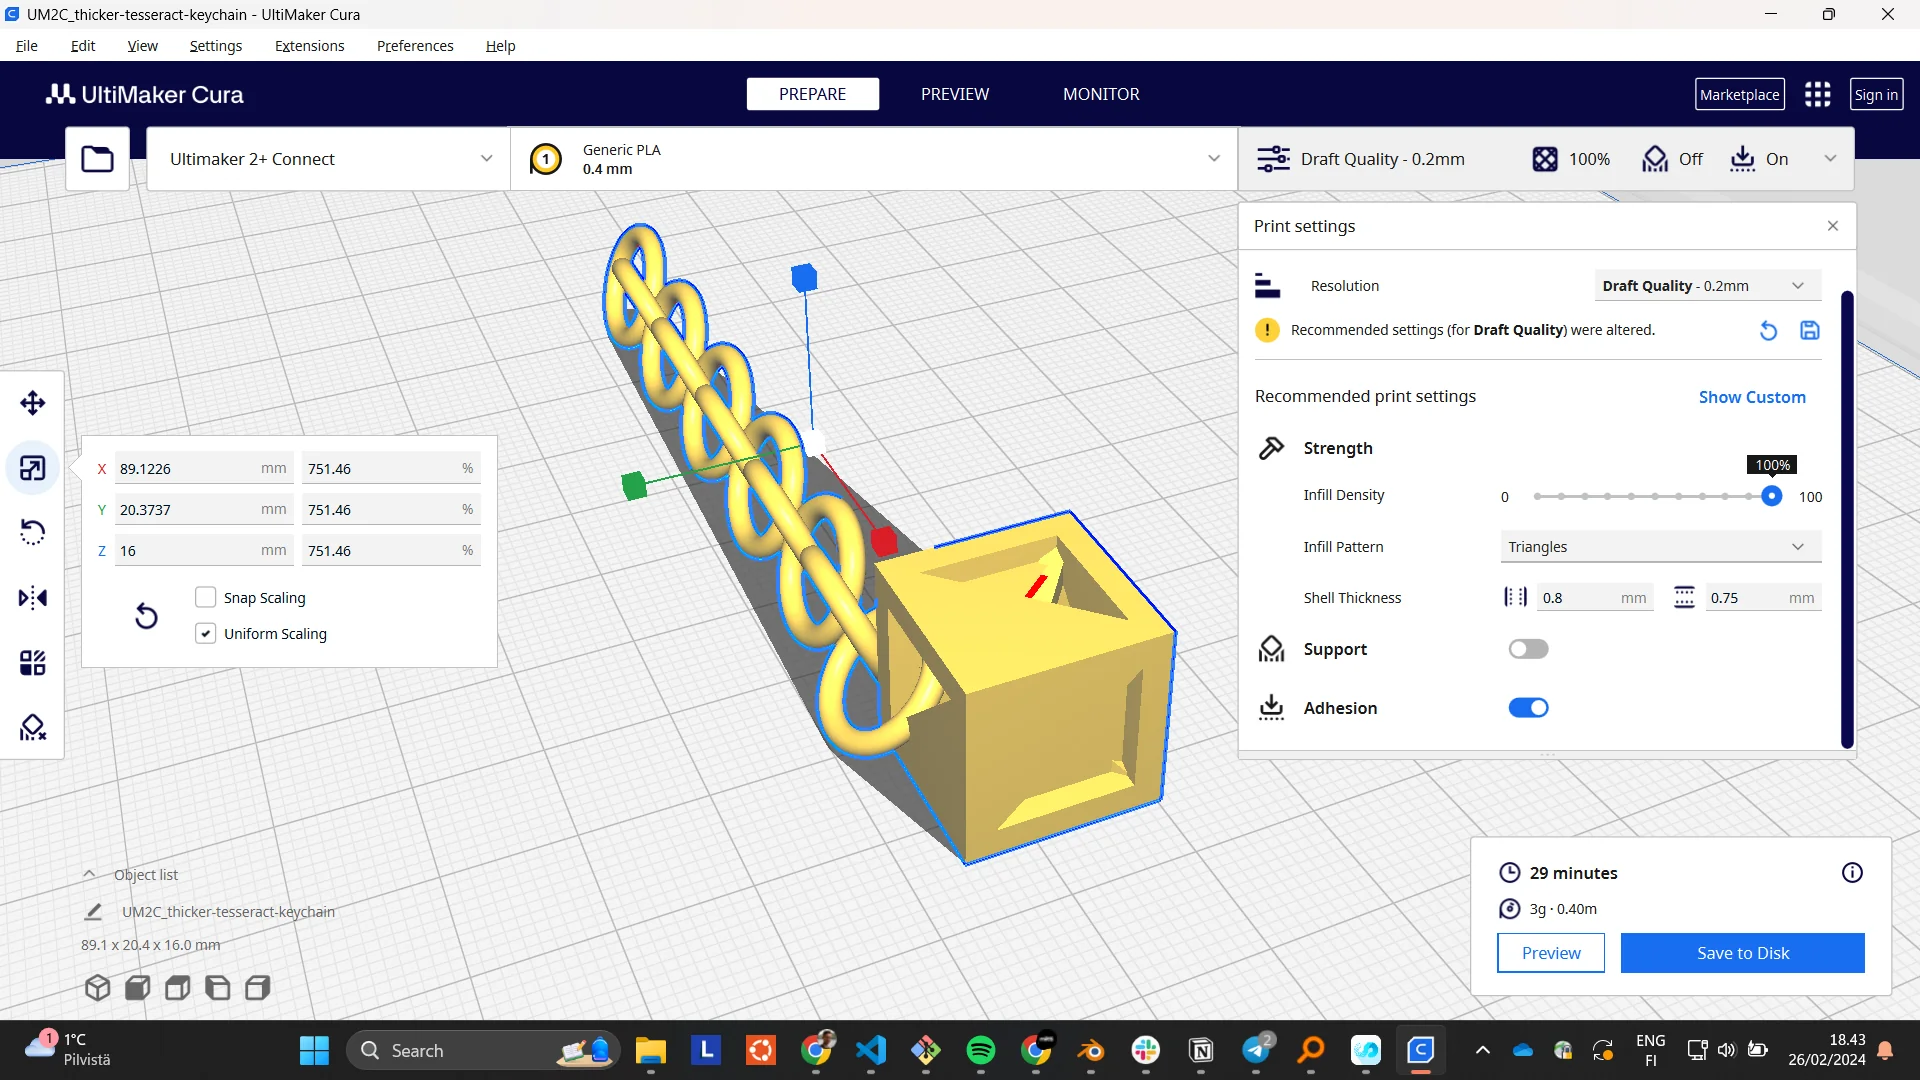 UM2C_thicker-tesseract-keychain - UltiMaker Cura
File Edit View Settings Extensions Preferences Help
UltiMaker Cura
PREPARE PREVIEW MONITOR
Marketplace Sign in
Ultimaker 2+ Connect
1 Generic PLA
0.4 mm
Draft Quality - 0.2mm 100% Off On
Print settings
Resolution Draft Quality - 0.2mm
! Recommended settings (for Draft Quality) were altered.
Recommended print settings Show Custom
Strength
100%
Infill Density 0 100
Infill Pattern Triangles
Shell Thickness 0.8 mm 0.75 mm
Support
Adhesion
X 89.1226 mm 751.46 %
Y 20.3737 mm 751.46 %
Z 16 mm 751.46 %
Snap Scaling
Uniform Scaling
Object list
UM2C_thicker-tesseract-keychain
89.1 x 20.4 x 16.0 mm
29 minutes
3g · 0.40m
Preview Save to Disk
1 1°C
Pilvistä
Search
L
N
2
C
ENG
FI
18.43
26/02/2024